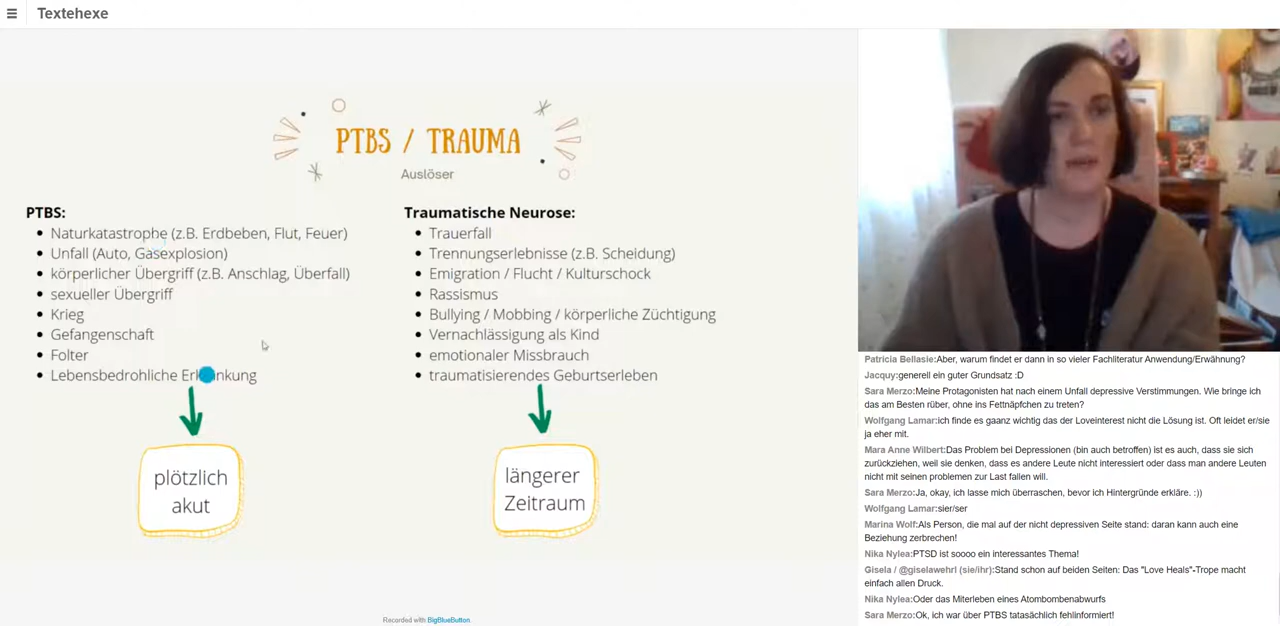 Textehexe
PTBS / TRAUMA
Auslöser
PTBS:
Naturkatastrophe (z.B. Erdbeben, Flut, Feuer)
Unfall (Auto, Gasexplosion)
körperlicher Übergriff (z.B. Anschlag, Überfall)
sexueller Übergriff
Krieg
Gefangenschaft
Folter
Lebensbedrohliche Erkrankung
plötzlich
akut
Traumatische Neurose:
Trauerfall
Trennungserlebnisse (z.B. Scheidung)
Emigration / Flucht / Kulturschock
Rassismus
Bullying / Mobbing / körperliche Züchtigung
Vernachlässigung als Kind
emotionaler Missbrauch
traumatisierendes Geburtserleben
längerer
Zeitraum
Recorded with BigBlueButton.
Patricia Bellasie:Aber, warum findet er dann in so vieler Fachliteratur Anwendung/Erwähnung?
Jacquy:generell ein guter Grundsatz :D
Sara Merzo:Meine Protagonisten hat nach einem Unfall depressive Verstimmungen. Wie bringe ich
das am Besten rüber, ohne ins Fettnäpfchen zu treten?
Wolfgang Lamar:ich finde es gaanz wichtig das der Loveinterest nicht die Lösung ist. Oft leidet er/sie
ja eher mit.
Mara Anne Wilbert:Das Problem bei Depressionen (bin auch betroffen) ist es auch, dass sie sich
zurückziehen, weil sie denken, dass es andere Leute nicht interessiert oder dass man andere Leuten
nicht mit seinen problemen zur Last fallen will.
Sara Merzo:Ja, okay, ich lasse mich überraschen, bevor ich Hintergründe erkläre. :))
Wolfgang Lamar:sier/ser
Marina Wolf:Als Person, die mal auf der nicht depressiven Seite stand: daran kann auch eine
Beziehung zerbrechen!
Nika Nylea:PTSD ist soooo ein interessantes Thema!
Gisela / @giselawehrl (sie/ihr):Stand schon auf beiden Seiten: Das "Love Heals"-Trope macht
einfach allen Druck.
Nika Nylea:Oder das Miterleben eines Atombombenabwurfs
Sara Merzo:Ok, ich war über PTBS tatasächlich fehlinformiert!